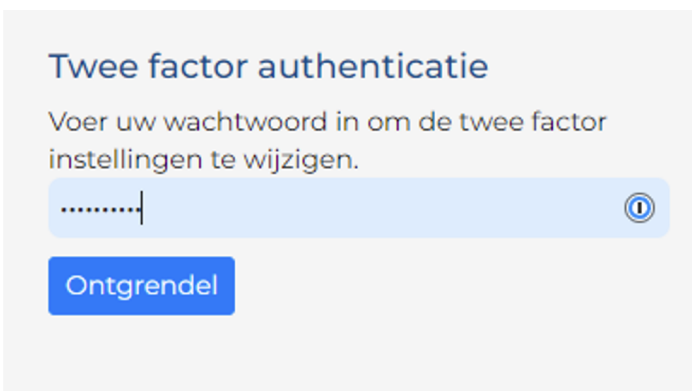 Twee factor authenticatie
Voer uw wachtwoord in om de twee factor
instellingen te wijzigen.
••••••••••
Ontgrendel